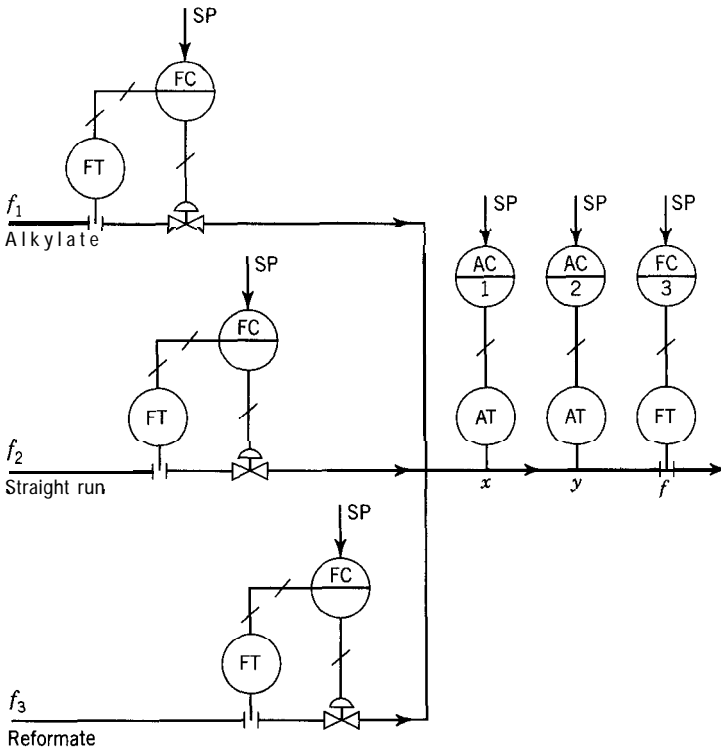 SP
FC
FT
f1
Alkylate
SP
FC
FT
f2
Straight run
SP
FC
FT
f3
Reformate
SP
AC
1
AT
x
SP
AC
2
AT
y
SP
FC
3
FT
f